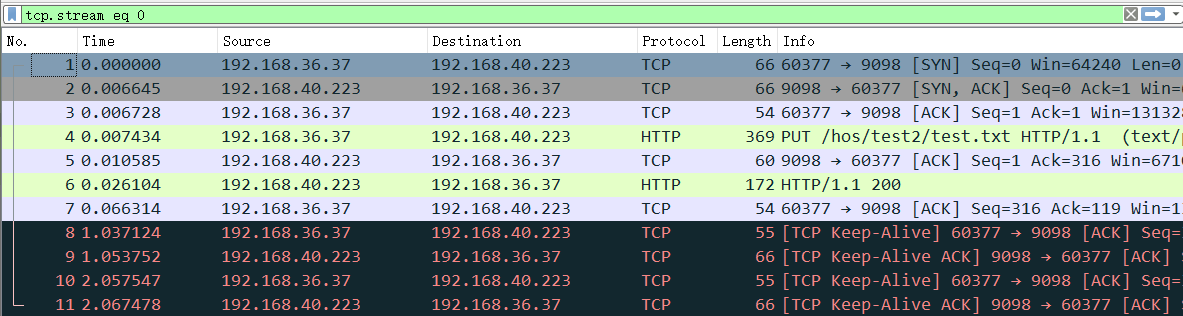 tcp.stream eq 0
No. Time Source Destination Protocol Length Info
1 0.000000 192.168.36.37 192.168.40.223 TCP 66 60377 → 9098 [SYN] Seq=0 Win=64240 Len=0
2 0.006645 192.168.40.223 192.168.36.37 TCP 66 9098 → 60377 [SYN, ACK] Seq=0 Ack=1 Win=
3 0.006728 192.168.36.37 192.168.40.223 TCP 54 60377 → 9098 [ACK] Seq=1 Ack=1 Win=131328
4 0.007434 192.168.36.37 192.168.40.223 HTTP 369 PUT /hos/test2/test.txt HTTP/1.1 (text/p
5 0.010585 192.168.40.223 192.168.36.37 TCP 60 9098 → 60377 [ACK] Seq=1 Ack=316 Win=671
6 0.026104 192.168.40.223 192.168.36.37 HTTP 172 HTTP/1.1 200
7 0.066314 192.168.36.37 192.168.40.223 TCP 54 60377 → 9098 [ACK] Seq=316 Ack=119 Win=1
8 1.037124 192.168.36.37 192.168.40.223 TCP 55 [TCP Keep-Alive] 60377 → 9098 [ACK] Seq=
9 1.053752 192.168.40.223 192.168.36.37 TCP 66 [TCP Keep-Alive ACK] 9098 → 60377 [ACK]
10 2.057547 192.168.36.37 192.168.40.223 TCP 55 [TCP Keep-Alive] 60377 → 9098 [ACK] Seq=
11 2.067478 192.168.40.223 192.168.36.37 TCP 66 [TCP Keep-Alive ACK] 9098 → 60377 [ACK]